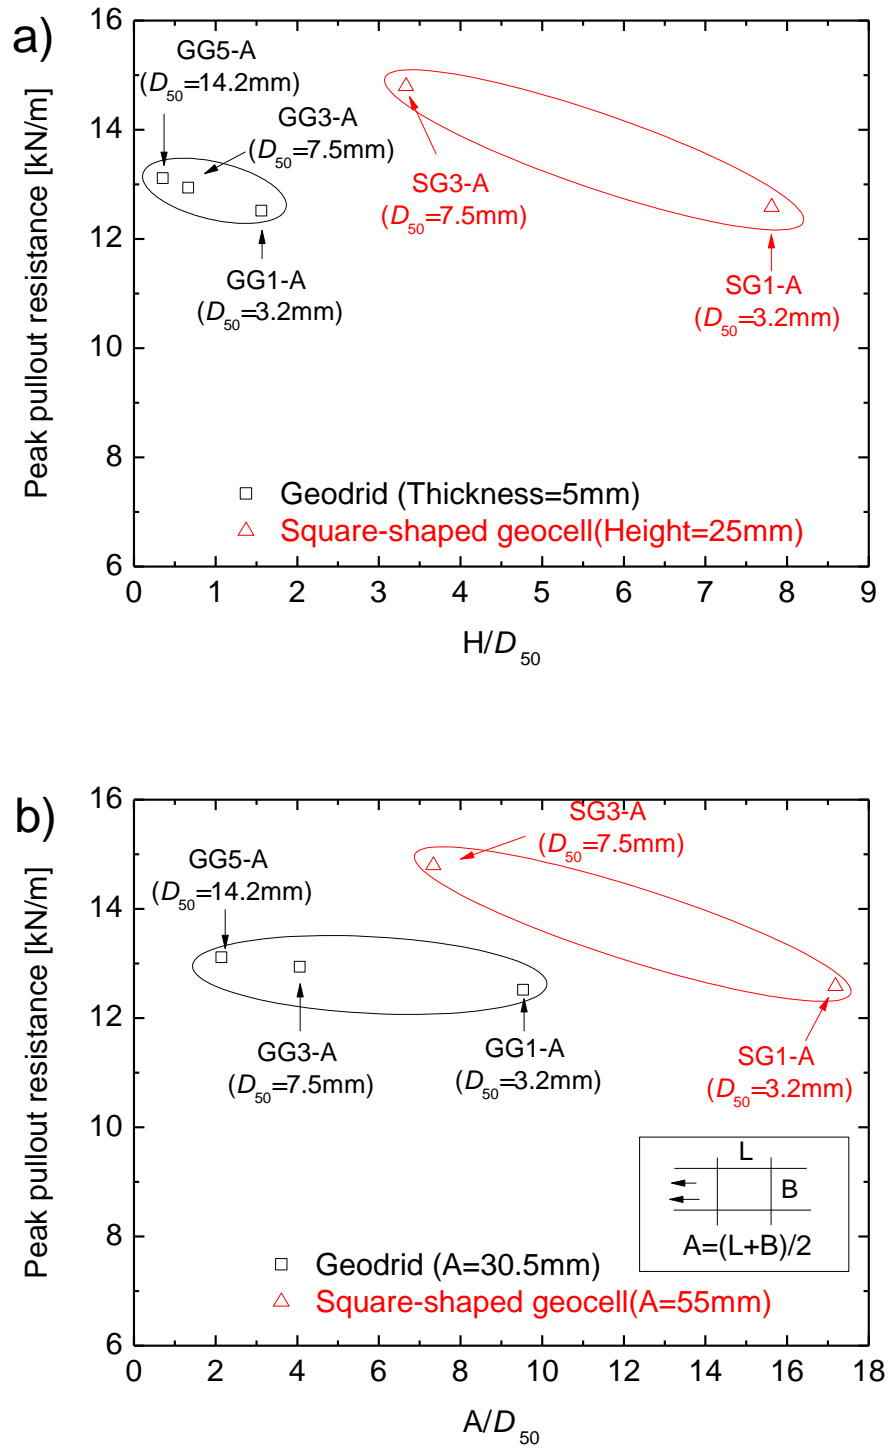 a)
16
14
12
10
8
6
Peak pullout resistance [kN/m]
GG5-A
(D50=14.2mm)
GG3-A
(D50=7.5mm)
GG1-A
(D50=3.2mm)
SG3-A
(D50=7.5mm)
SG1-A
(D50=3.2mm)
Geodrid (Thickness=5mm)
Square-shaped geocell(Height=25mm)
0 1 2 3 4 5 6 7 8 9
H/D50
b)
16
14
12
10
8
6
Peak pullout resistance [kN/m]
SG3-A
(D50=7.5mm)
GG5-A
(D50=14.2mm)
GG3-A
(D50=7.5mm)
GG1-A
(D50=3.2mm)
SG1-A
(D50=3.2mm)
L
B
A=(L+B)/2
Geodrid (A=30.5mm)
Square-shaped geocell(A=55mm)
0 2 4 6 8 10 12 14 16 18
A/D50